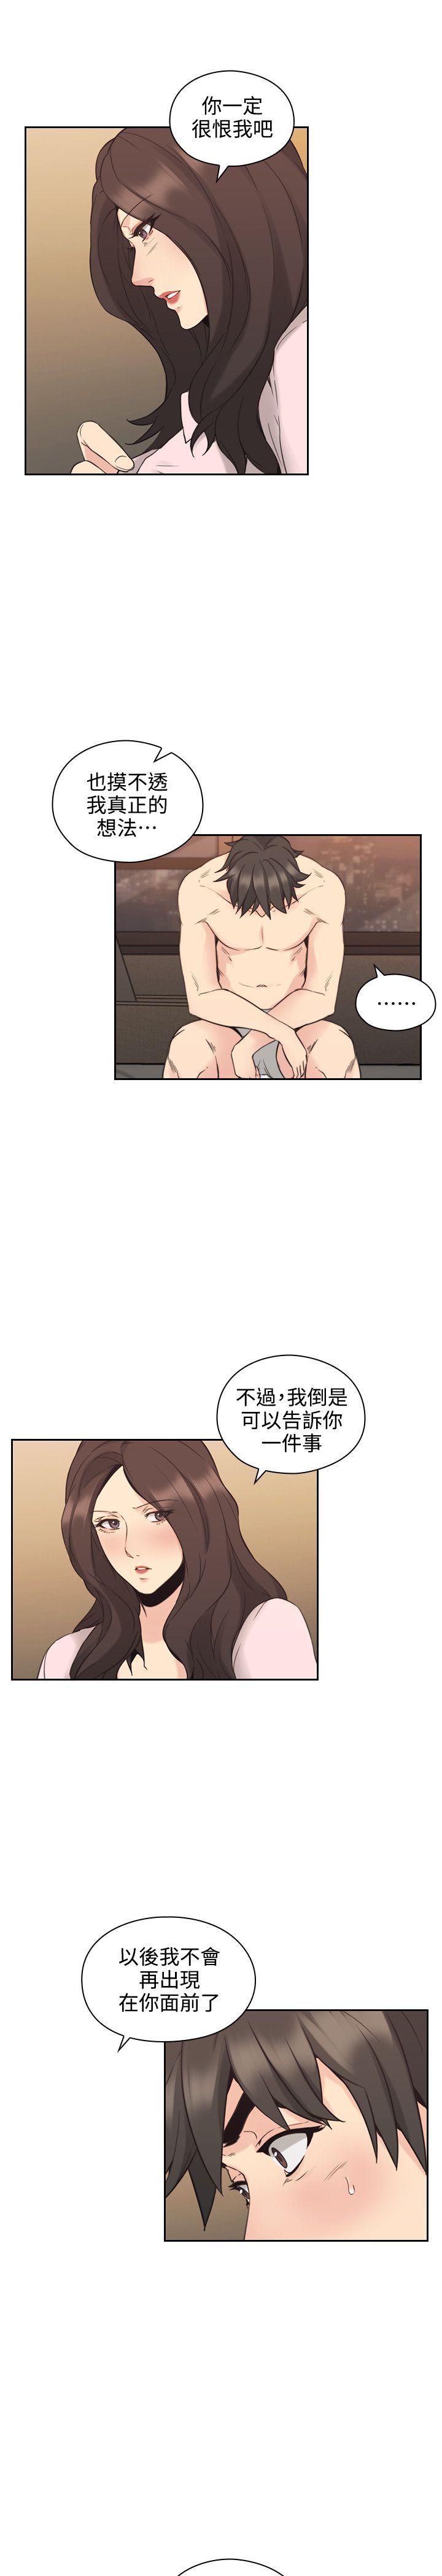 你一定
很恨我吧
也摸不透
我真正的
想法⋯
⋯⋯
不過，我倒是
可以告訴你
一件事
以後我不會
再出現
在你面前了